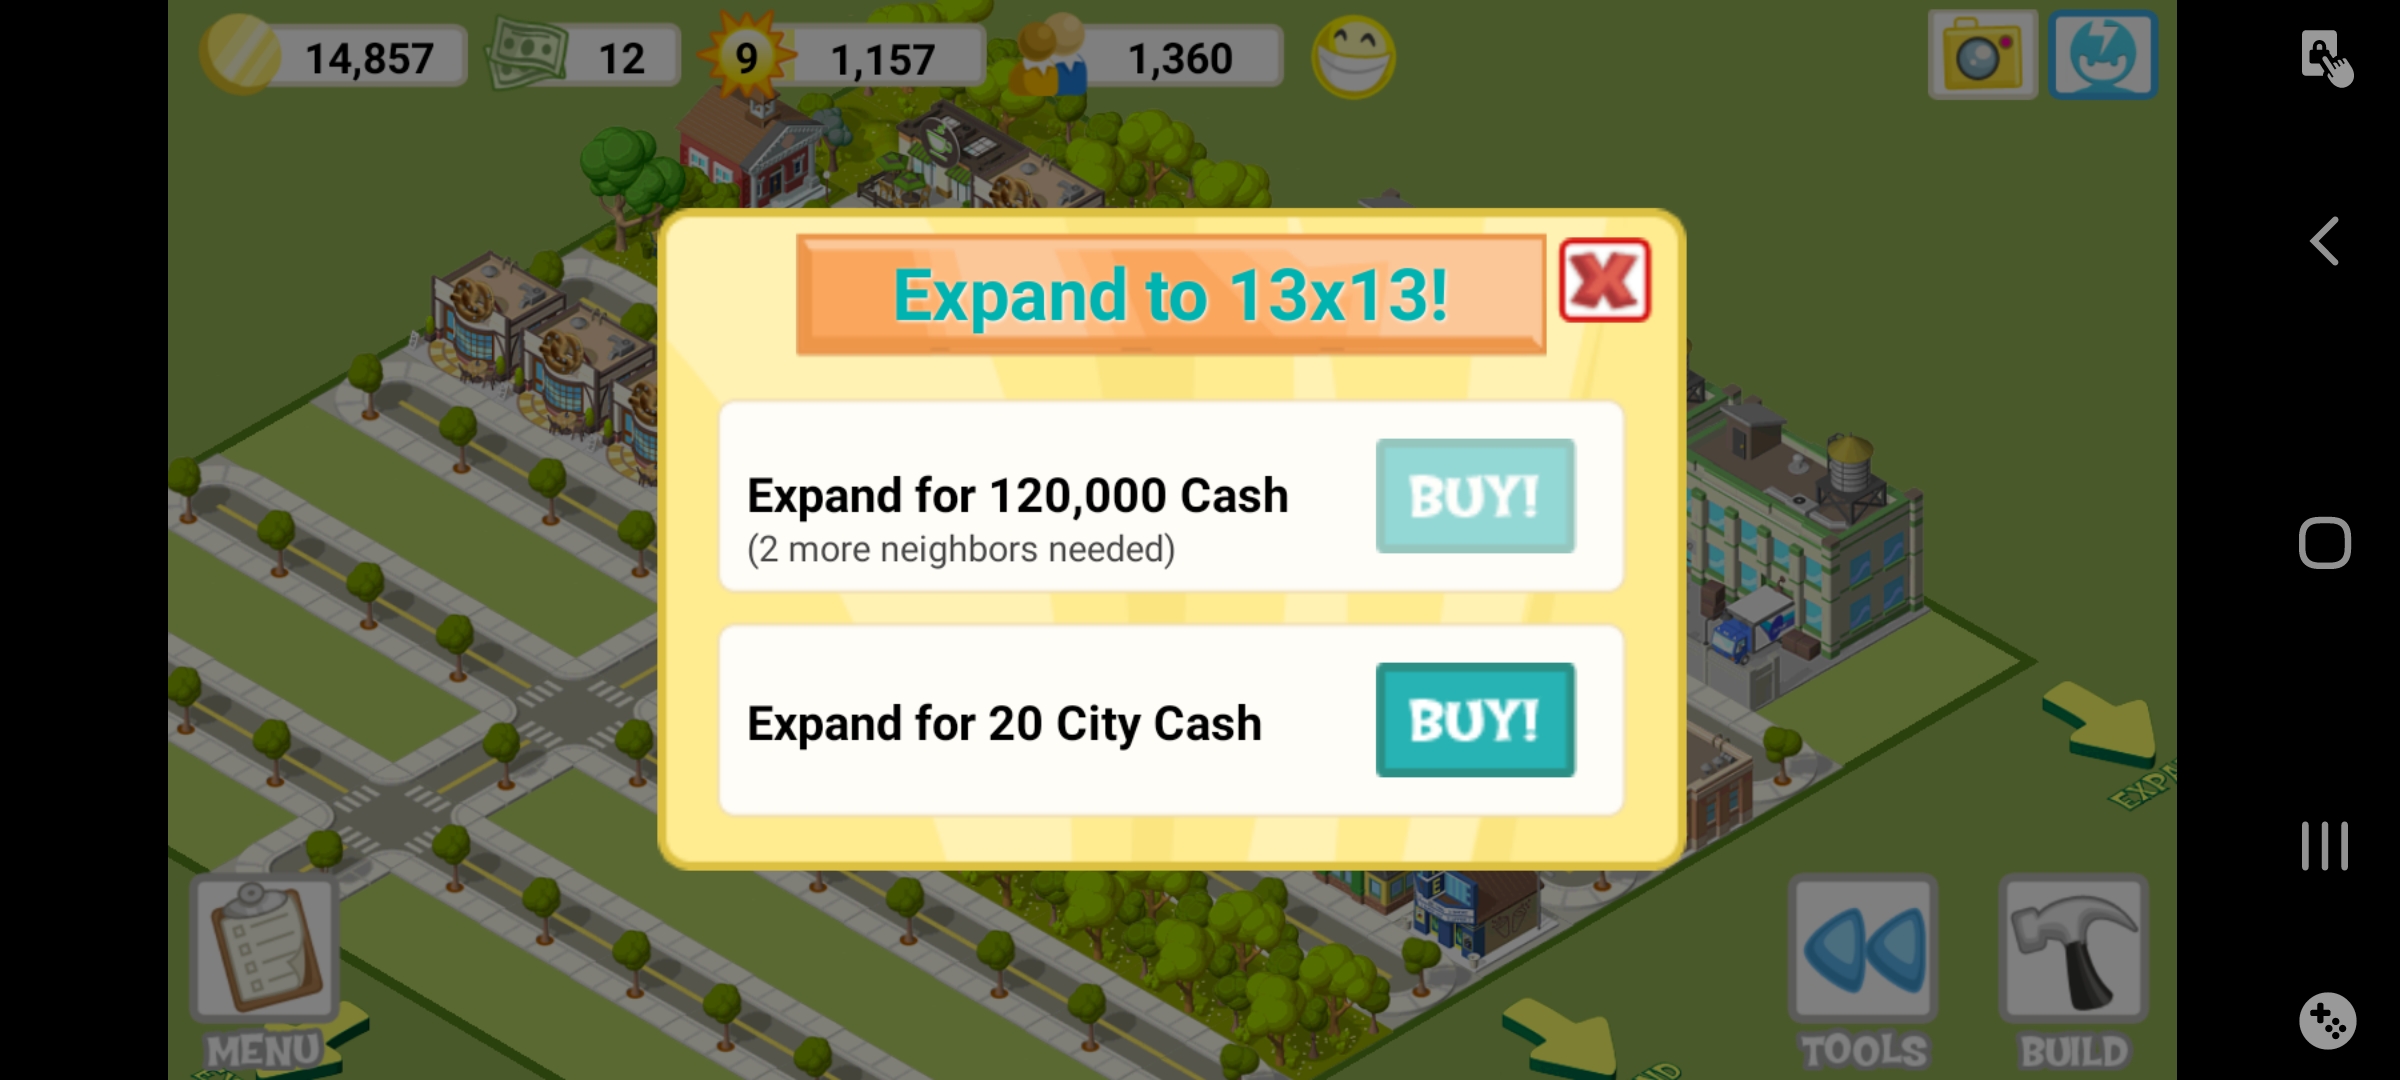 14,857
12
9
1,157
1,360
Expand to 13x13!
Expand for 120,000 Cash
(2 more neighbors needed)
BUY!
Expand for 20 City Cash
BUY!
MENU
TOOLS
BUILD